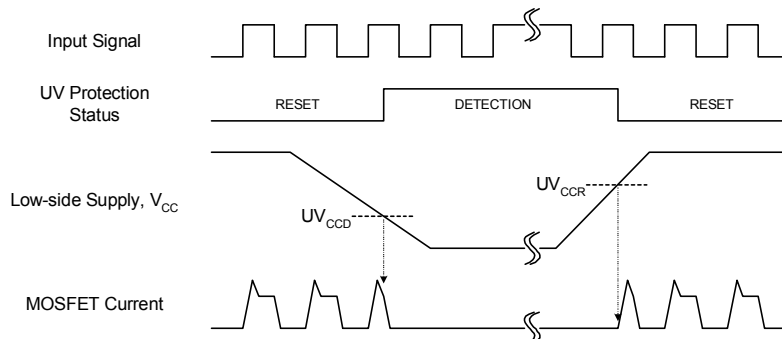 Input Signal
UV Protection
Status
RESET
DETECTION
RESET
Low-side Supply, V_CC
UV_CCD
UV_CCR
MOSFET Current